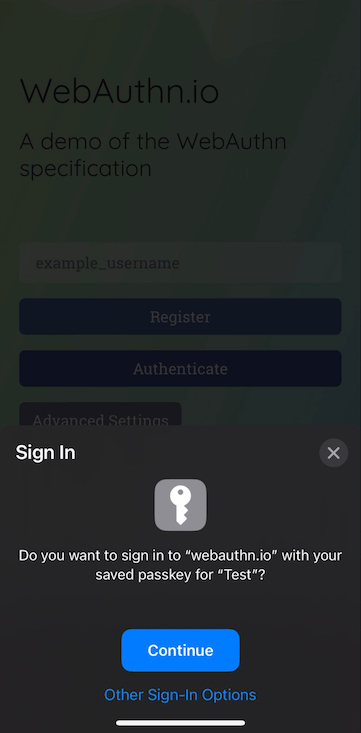 WebAuthn.io
A demo of the WebAuthn
specification
example_username
Register
Authenticate
Advanced Settings
Sign In
Do you want to sign in to “webauthn.io” with your
saved passkey for “Test”?
Continue
Other Sign-In Options